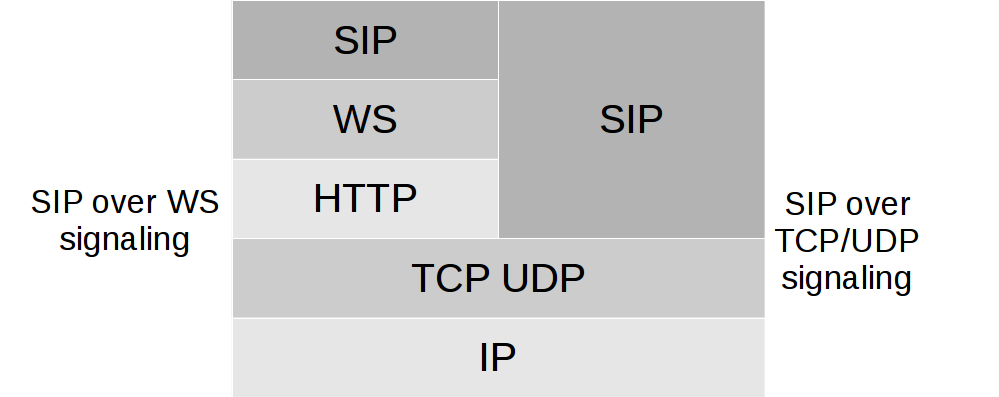 SIP
WS
SIP
HTTP
SIP over WS
signaling
SIP over
TCP/UDP
signaling
TCP UDP
IP